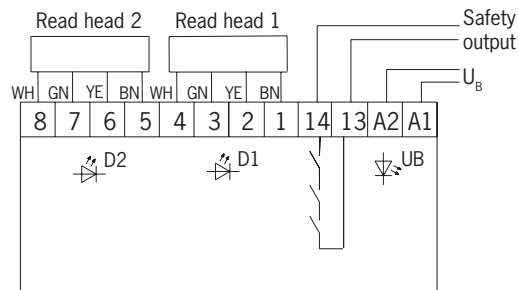 Read head 2 Read head 1 Safety
output
U_B
WH GN YE BN WH GN YE BN
8 7 6 5 4 3 2 1 14 13 A2 A1
D2 D1 UB